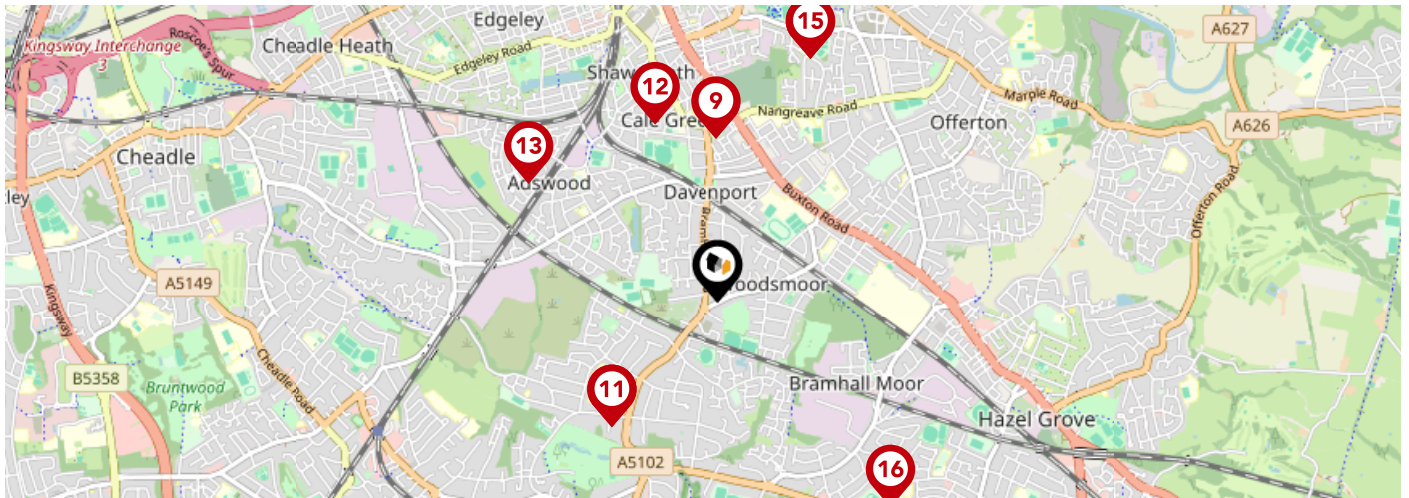 Edgeley
15
A627
Kingsway Interchange
3
Roscoe's Spur
Cheadle Heath
Edgeley Road
12
9
Nangreave Road
Marple Road
Offerton
A626
13
Cheadle
Adswood
Davenport
Buxton Road
Offerton Road
A5149
Kingsway
B5358
Bruntwood
Park
Cheadle Road
11
Bramhall Moor
Hazel Grove
A5102
16